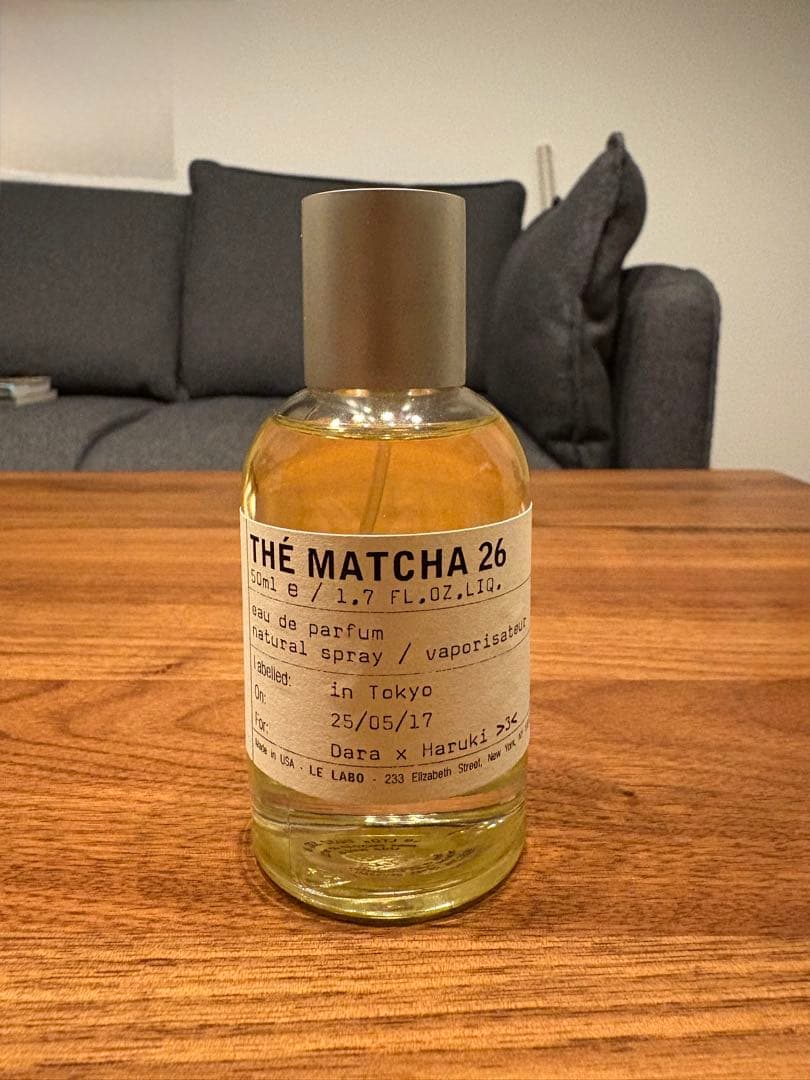 THÉ MATCHA 26
50ml e / 1.7 FL.OZ.LIQ.
eau de parfum
natural spray / vaporisateur
Labelled: in Tokyo
On: 25/05/17
For: Dara x Haruki >3<
Made in USA - LE LABO - 233 Elizabeth Street, New York, NY